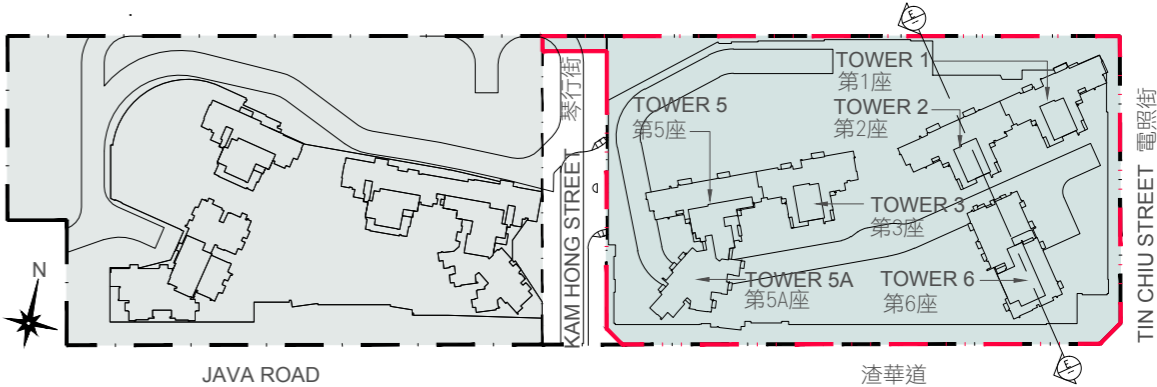 TOWER 1
第1座
TOWER 5
第5座
TOWER 2
第2座
琴行街
KAM HONG STREET
電照街
TIN CHIU STREET
TOWER 3
第3座
N
TOWER 5A
第5A座
TOWER 6
第6座
JAVA ROAD
渣華道